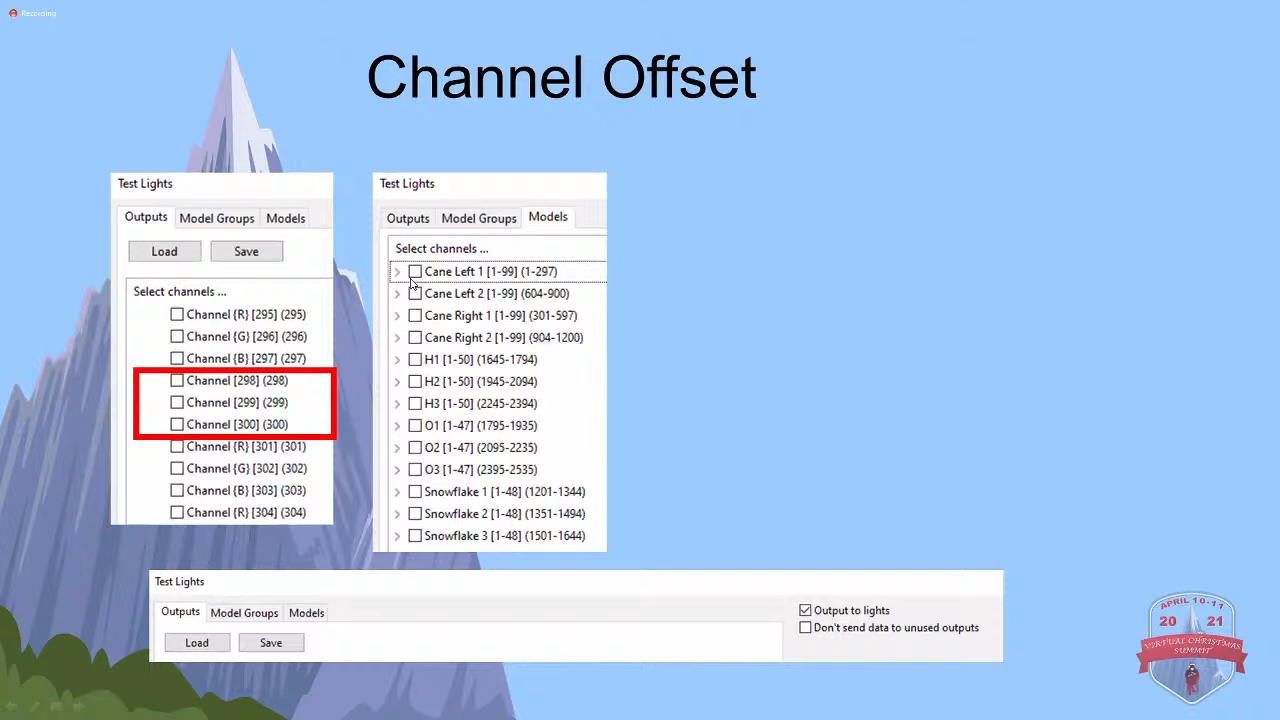 Recording
Channel Offset
Test Lights
Outputs Model Groups Models
Load Save
Select channels ...
Channel {R} [295] (295)
Channel {G} [296] (296)
Channel {B} [297] (297)
Channel [298] (298)
Channel [299] (299)
Channel [300] (300)
Channel {R} [301] (301)
Channel {G} [302] (302)
Channel {B} [303] (303)
Channel {R} [304] (304)
Test Lights
Outputs Model Groups Models
Select channels ...
Cane Left 1 [1-99] (1-297)
Cane Left 2 [1-99] (604-900)
Cane Right 1 [1-99] (301-597)
Cane Right 2 [1-99] (904-1200)
H1 [1-50] (1645-1794)
H2 [1-50] (1945-2094)
H3 [1-50] (2245-2394)
O1 [1-47] (1795-1935)
O2 [1-47] (2095-2235)
O3 [1-47] (2395-2535)
Snowflake 1 [1-48] (1201-1344)
Snowflake 2 [1-48] (1351-1494)
Snowflake 3 [1-48] (1501-1644)
Test Lights
Outputs Model Groups Models
Load Save
Output to lights
Don't send data to unused outputs
APRIL 10-11
20 21
VIRTUAL CHRISTMAS
SUMMIT